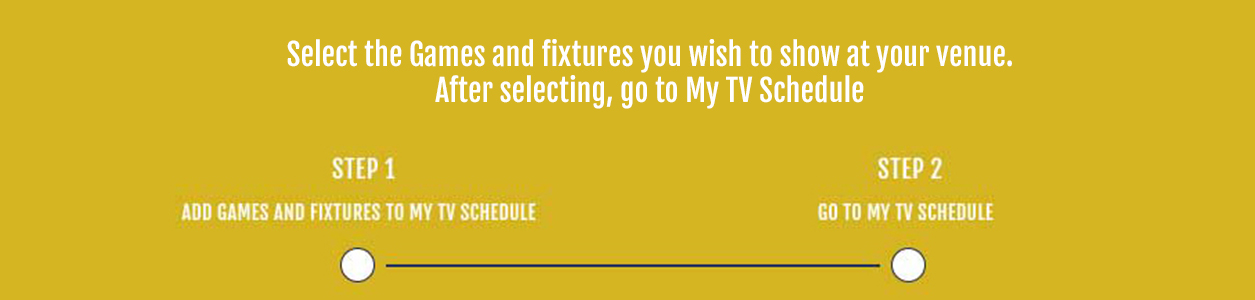 Select the Games and fixtures you wish to show at your venue.
After selecting, go to My TV Schedule
STEP 1
ADD GAMES AND FIXTURES TO MY TV SCHEDULE
STEP 2
GO TO MY TV SCHEDULE